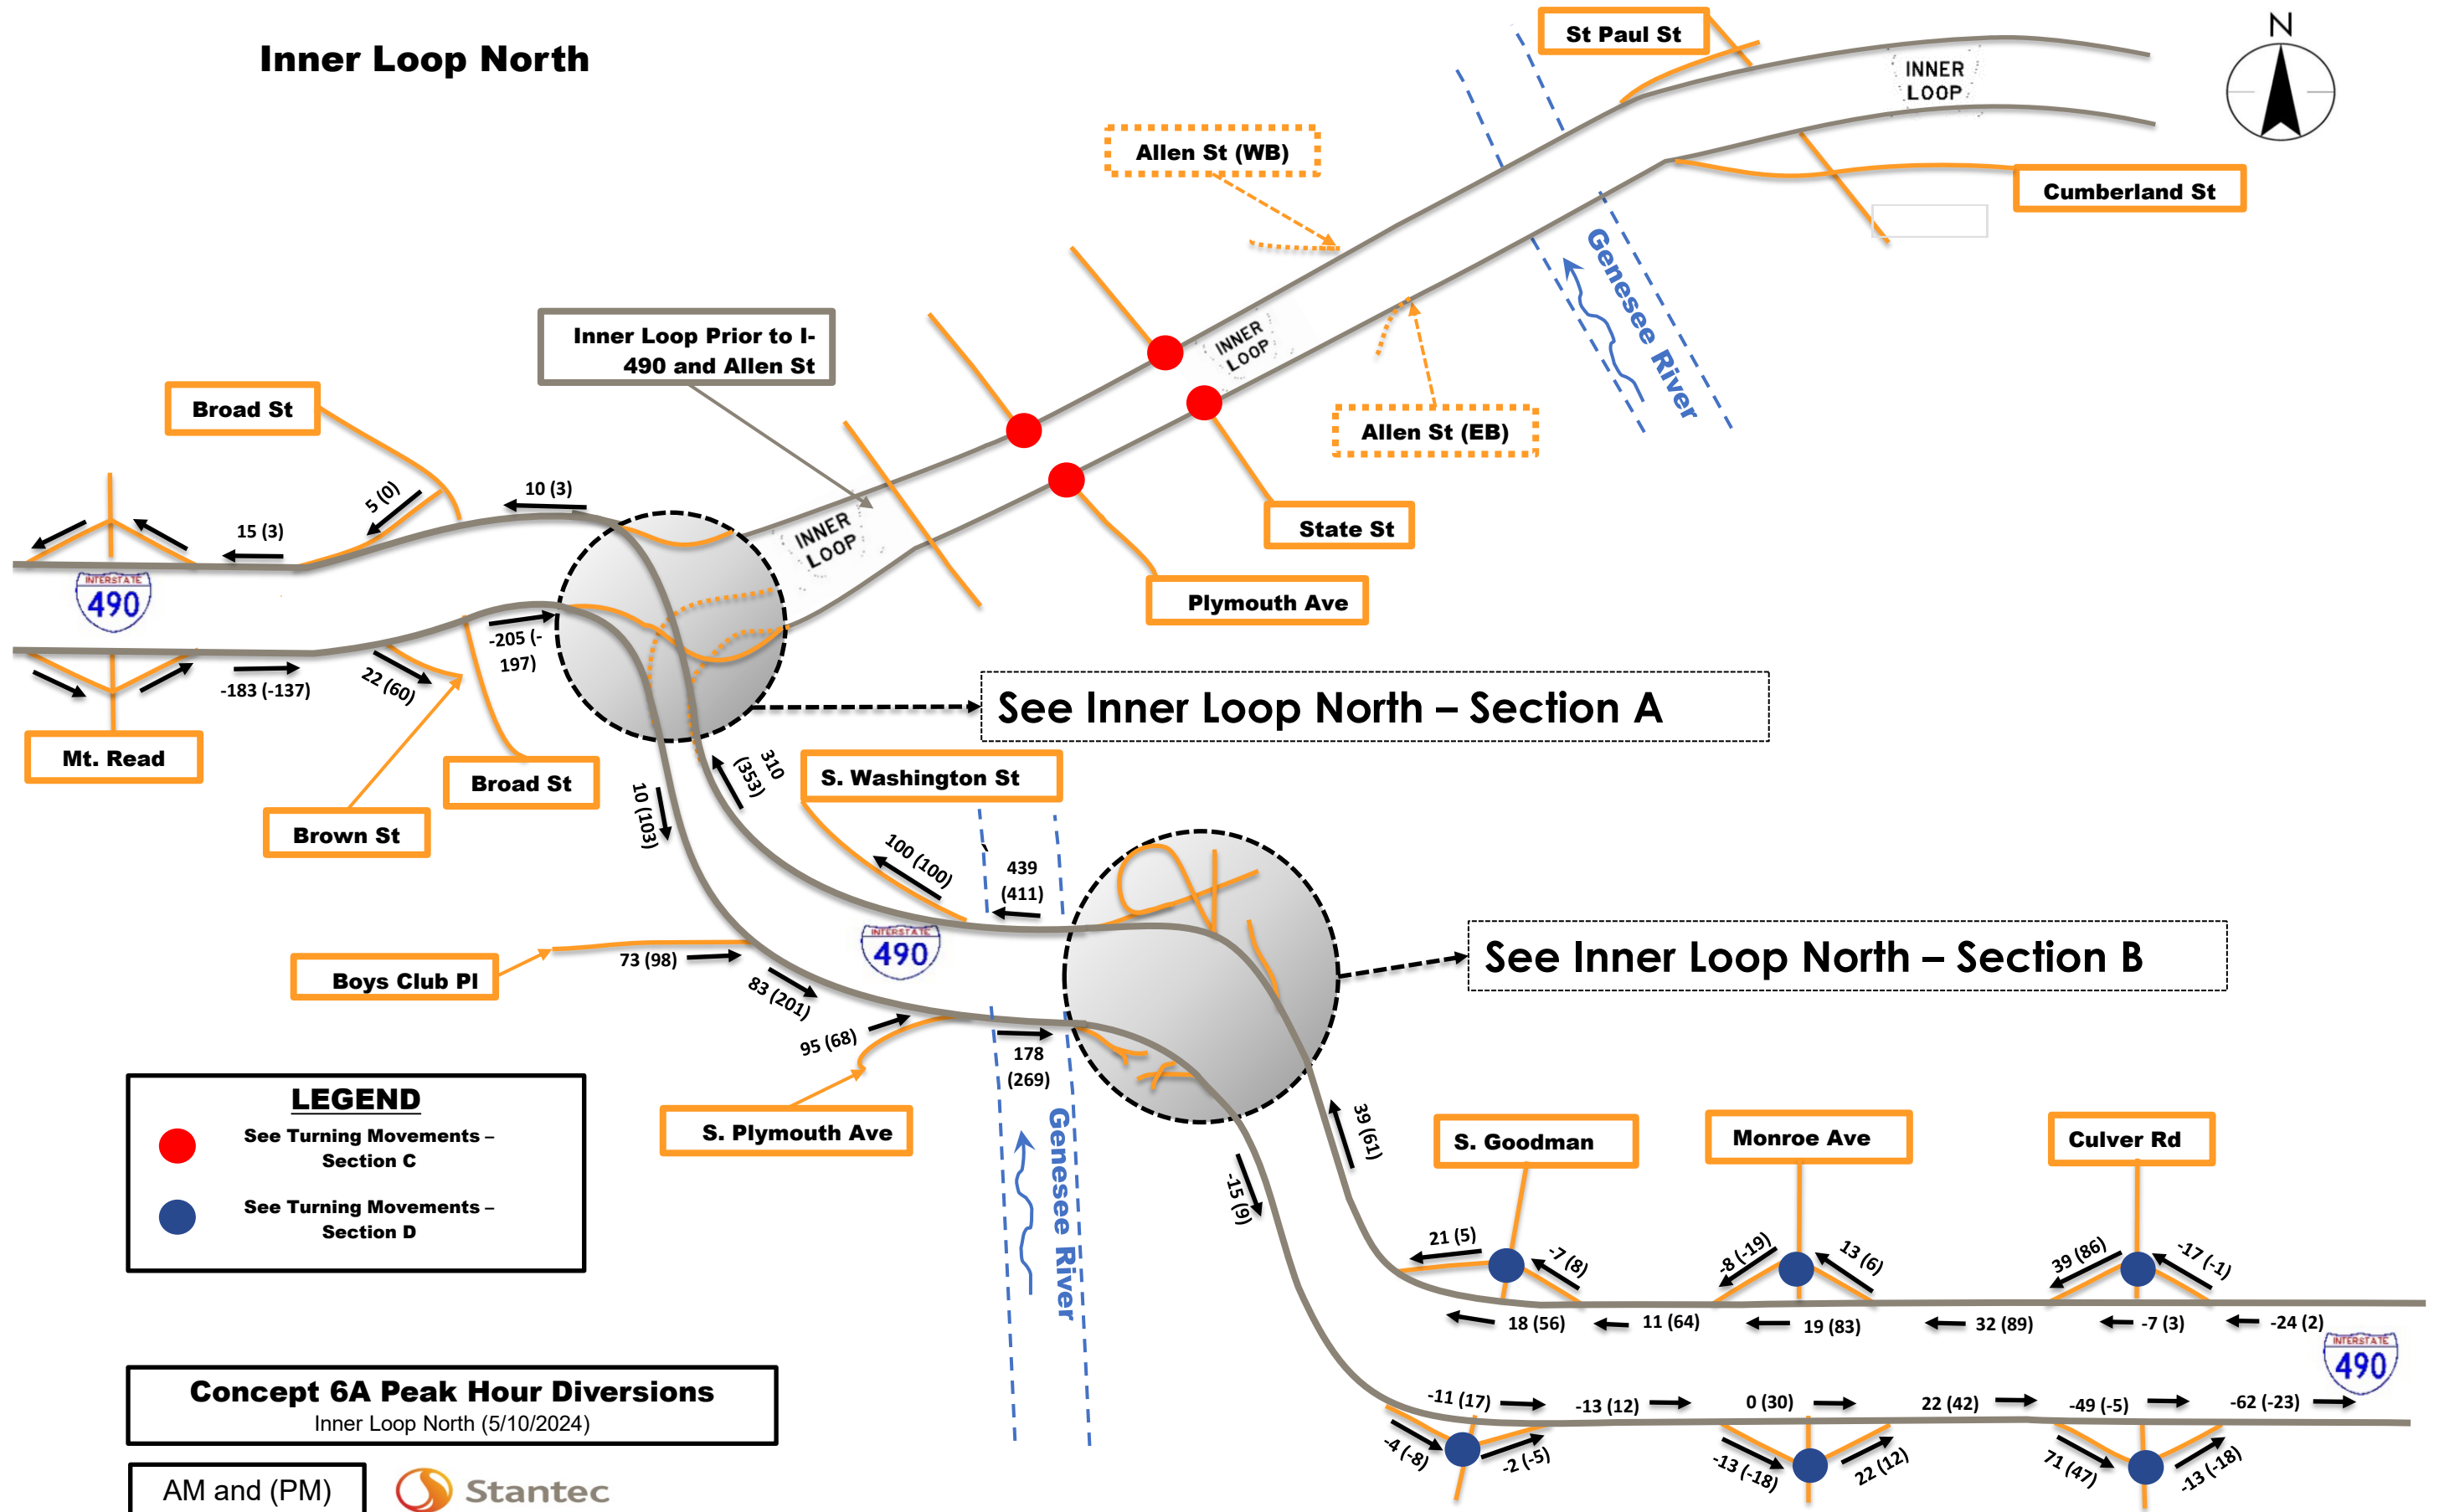 Inner Loop North
St Paul St
N
INNER
LOOP
Allen St (WB)
Cumberland St
Genesee River
Inner Loop Prior to I-
490 and Allen St
INNER
LOOP
Broad St
Allen St (EB)
5 (0)
10 (3)
15 (3)
State St
INNER
LOOP
INTERSTATE
490
Plymouth Ave
-205 (-
197)
-183 (-137)
22 (60)
See Inner Loop North – Section A
Mt. Read
Broad St
310
(353)
S. Washington St
10 (103)
Brown St
100 (100)
439
(411)
INTERSTATE
490
See Inner Loop North – Section B
Boys Club Pl
73 (98)
83 (201)
95 (68)
178
(269)
LEGEND
See Turning Movements –
Section C
See Turning Movements –
Section D
S. Plymouth Ave
Genesee River
39 (61)
-15 (9)
S. Goodman
Monroe Ave
Culver Rd
21 (5)
-7 (8)
-8 (-19)
13 (6)
39 (86)
-17 (-1)
18 (56)
11 (64)
19 (83)
32 (89)
-7 (3)
-24 (2)
INTERSTATE
490
-11 (17)
-13 (12)
0 (30)
22 (42)
-49 (-5)
-62 (-23)
-4 (-8)
-2 (-5)
-13 (-18)
22 (12)
71 (47)
-13 (-18)
Concept 6A Peak Hour Diversions
Inner Loop North (5/10/2024)
AM and (PM)
Stantec